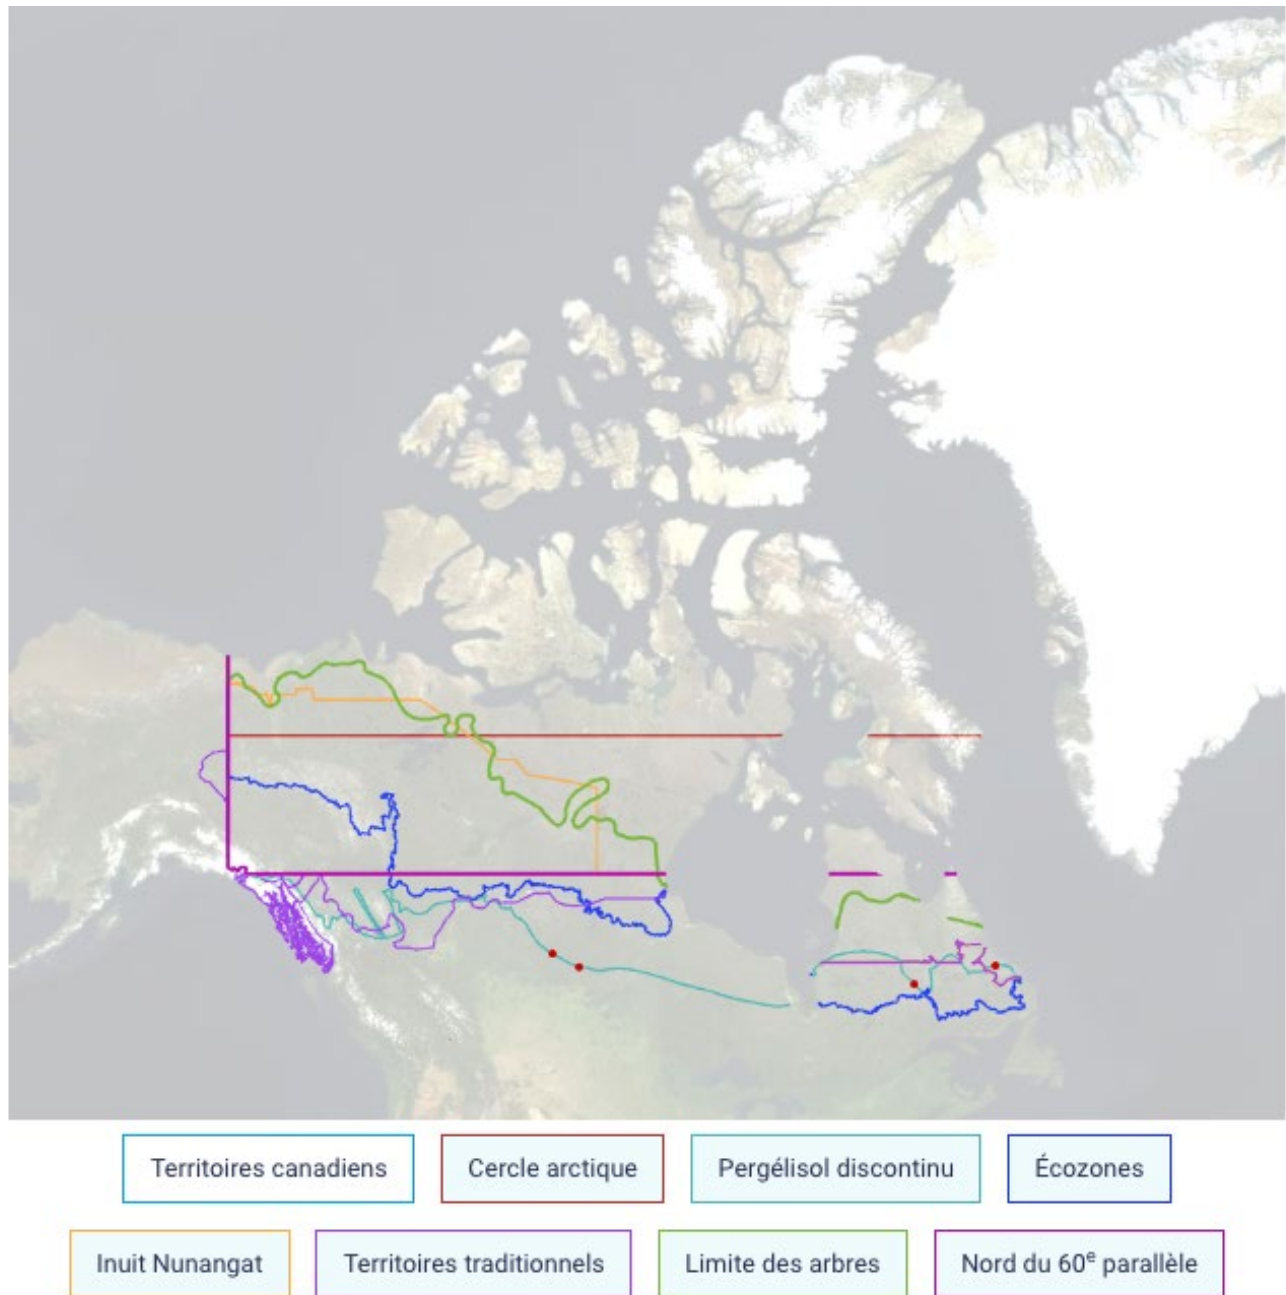 Territoires canadiens
Cercle arctique
Pergélisol discontinu
Écozones
Inuit Nunangat
Territoires traditionnels
Limite des arbres
Nord du 60e parallèle